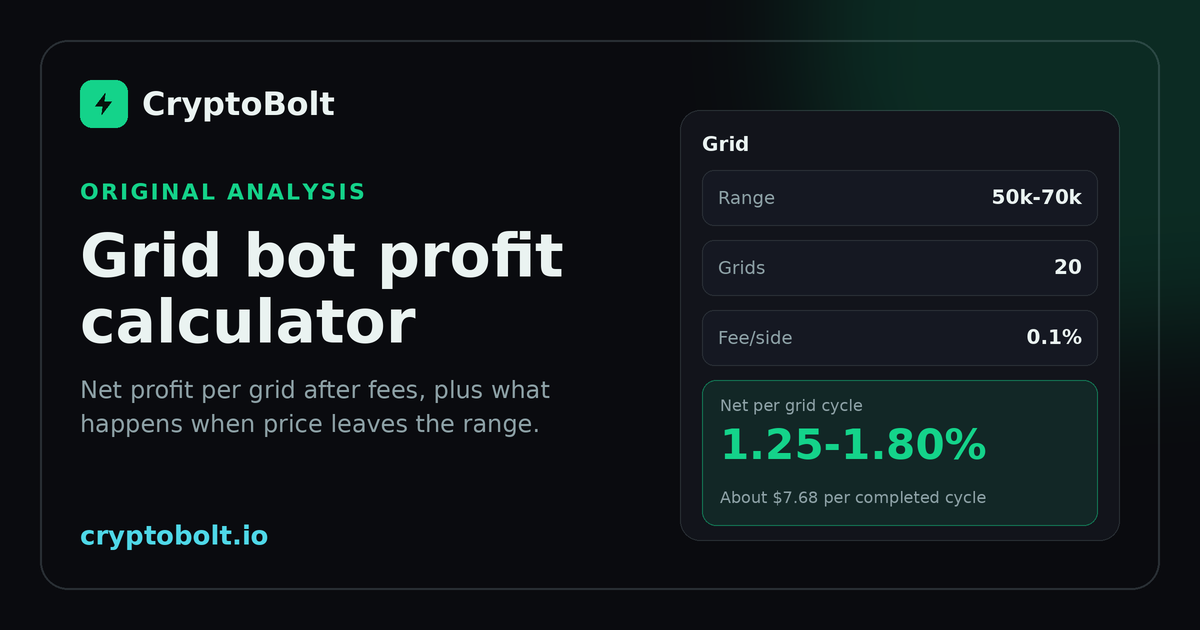 CryptoBolt
ORIGINAL ANALYSIS
Grid bot profit
calculator
Net profit per grid after fees, plus what
happens when price leaves the range.
cryptobolt.io
Grid
Range 50k-70k
Grids 20
Fee/side 0.1%
Net per grid cycle
1.25-1.80%
About $7.68 per completed cycle